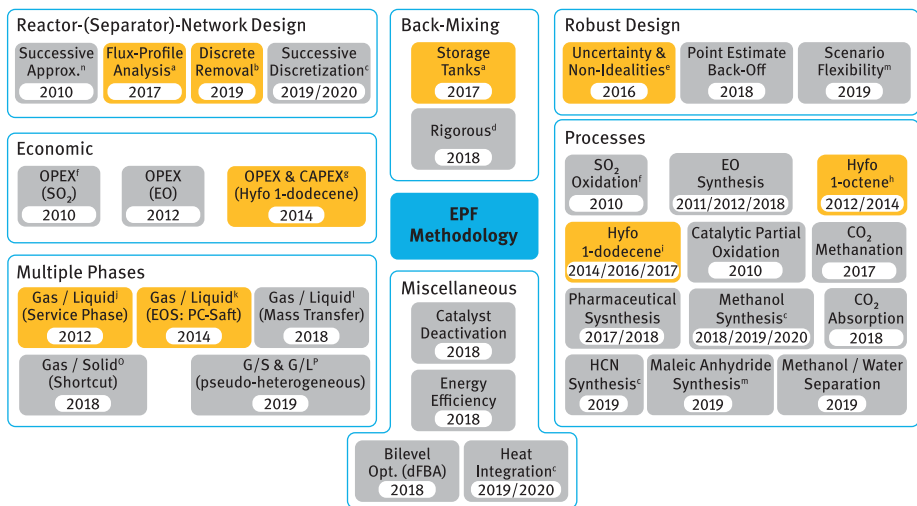 Reactor-(Separator)-Network Design
Successive
Approx.ⁿ
2010
Flux-Profile
Analysisᵃ
2017
Discrete
Removalᵇ
2019
Successive
Discretizationᶜ
2019/2020
Economic
OPEXᶠ
(SO₂)
2010
OPEX
(EO)
2012
OPEX & CAPEXᵍ
(Hyfo 1-dodecene)
2014
Multiple Phases
Gas / Liquidʲ
(Service Phase)
2012
Gas / Liquidᵏ
(EOS: PC-Saft)
2014
Gas / Liquidˡ
(Mass Transfer)
2018
Gas / Solidᴼ
(Shortcut)
2018
G/S & G/Lᴾ
(pseudo-heterogeneous)
2019
Back-Mixing
Storage
Tanksᵃ
2017
Rigorousᵈ
2018
EPF
Methodology
Miscellaneous
Catalyst
Deactivation
2018
Energy
Efficiency
2018
Bilevel
Opt. (dFBA)
2018
Heat
Integrationᶜ
2019/2020
Robust Design
Uncertainty &
Non-Idealitiesᵉ
2016
Point Estimate
Back-Off
2018
Scenario
Flexibilityᵐ
2019
Processes
SO₂
Oxidationᶠ
2010
EO
Synthesis
2011/2012/2018
Hyfo
1-octeneʰ
2012/2014
Hyfo
1-dodeceneⁱ
2014/2016/2017
Catalytic Partial
Oxidation
2010
CO₂
Methanation
2017
Pharmaceutical
Sysnthesis
2017/2018
Methanol
Synthesisᶜ
2018/2019/2020
CO₂
Absorption
2018
HCN
Synthesisᶜ
2019
Maleic Anhydride
Synthesisᵐ
2019
Methanol / Water
Separation
2019